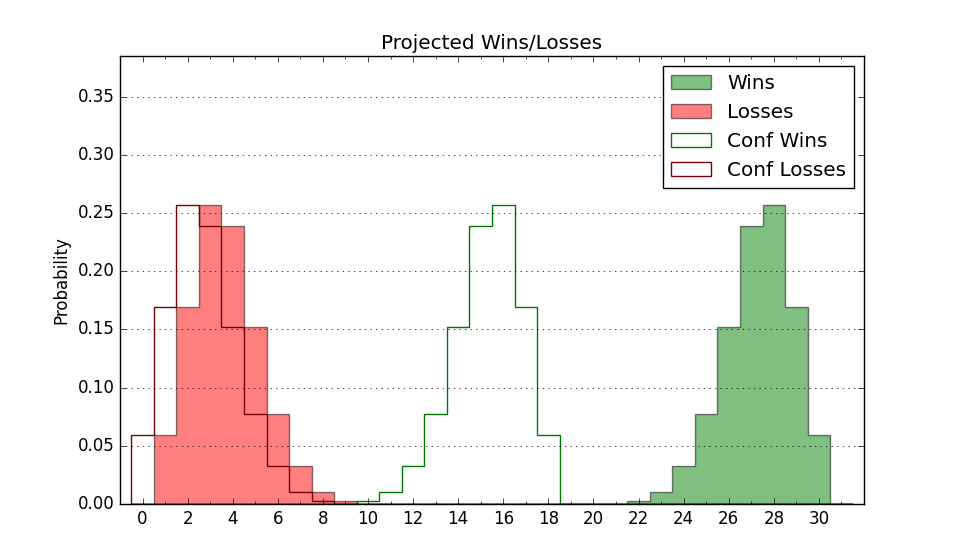 Projected Wins/Losses
Wins
Losses
Conf Wins
Conf Losses
Probability
0.35
0.30
0.25
0.20
0.15
0.10
0.05
0.00
0 2 4 6 8 10 12 14 16 18 20 22 24 26 28 30